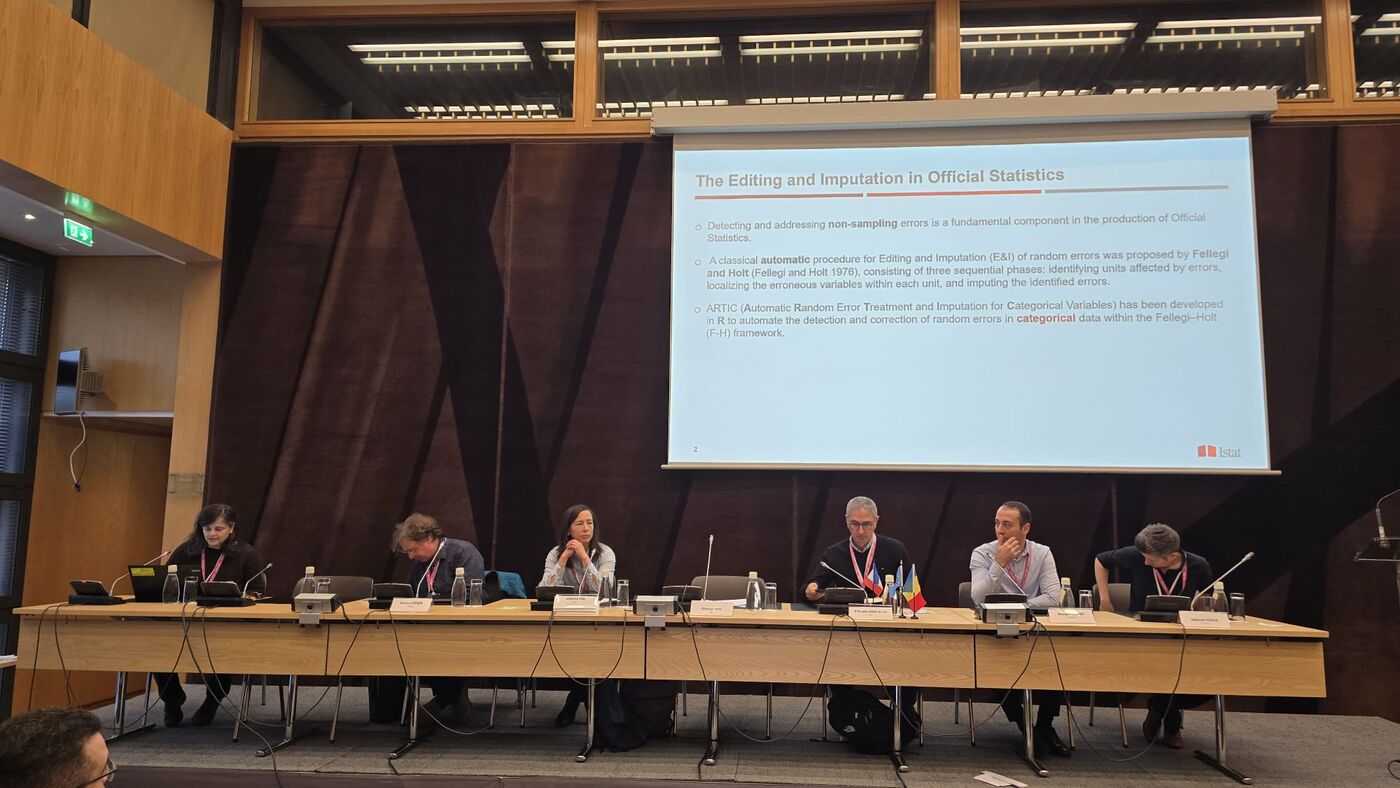 The Editing and Imputation in Official Statistics
Detecting and addressing non-sampling errors is a fundamental component in the production of Official
Statistics.
A classical automatic procedure for Editing and Imputation (E&I) of random errors was proposed by Fellegi
and Holt (Fellegi and Holt 1976), consisting of three sequential phases: identifying units affected by errors,
localizing the erroneous variables within each unit, and imputing the identified errors.
ARTIC (Automatic Random Error Treatment and Imputation for Categorical Variables) has been developed
in R to automate the detection and correction of random errors in categorical data within the Fellegi–Holt
(F-H) framework.
2
Istat